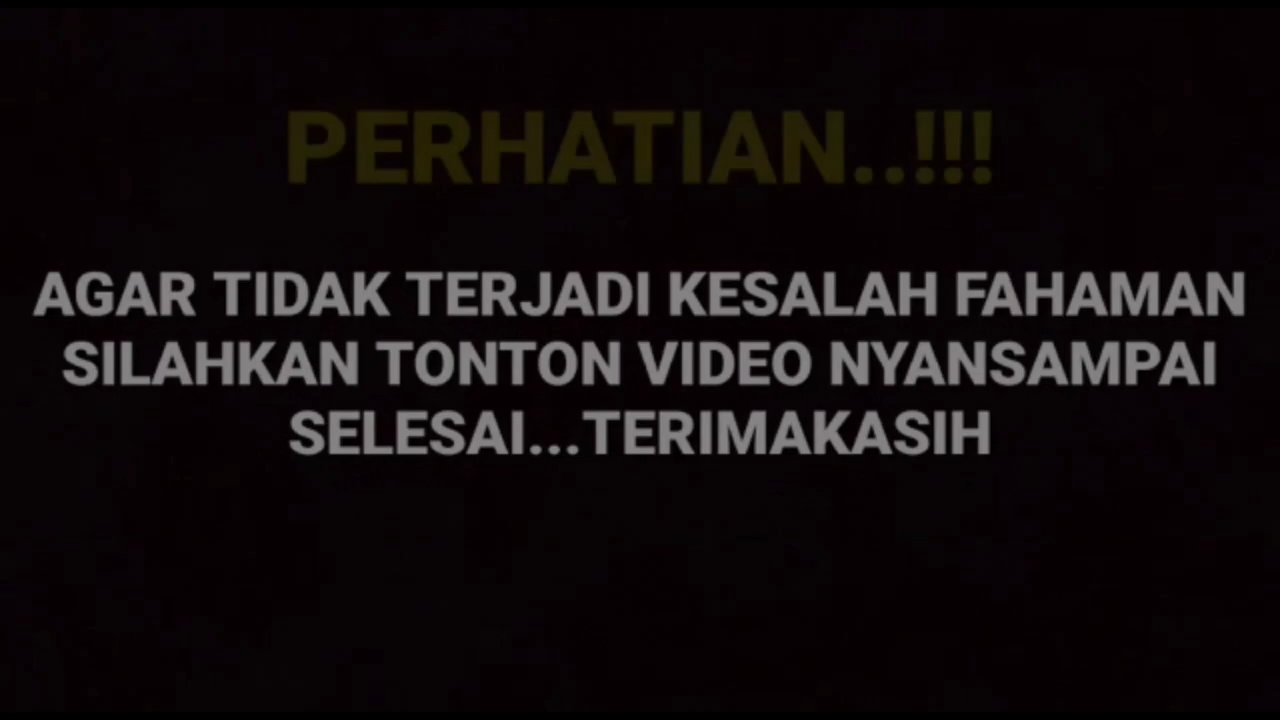 PERHATIAN..!!!
AGAR TIDAK TERJADI KESALAH FAHAMAN
SILAHKAN TONTON VIDEO NYANSAMPAI
SELESAI...TERIMAKASIH